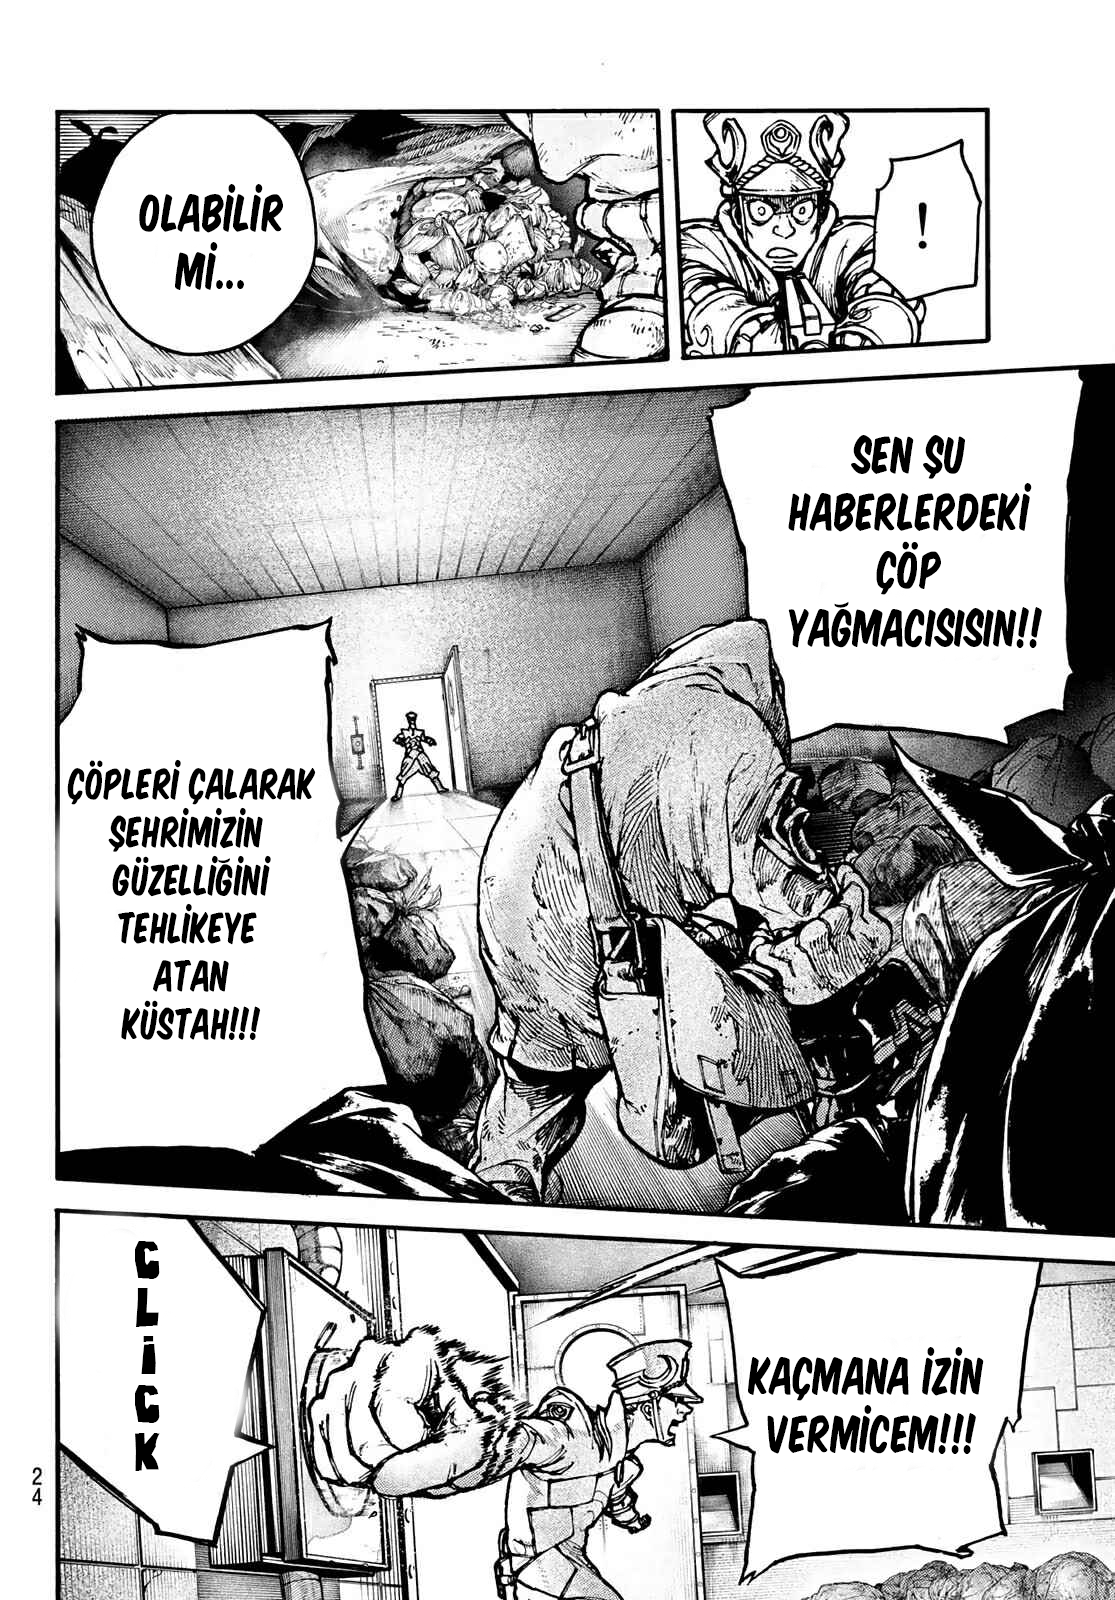 !
OLABİLİR
Mİ...
SEN ŞU
HABERLERDEKİ
ÇÖP
YAĞMACISISIN!!
ÇÖPLERİ ÇALARAK
ŞEHRİMİZİN
GÜZELLİĞİNİ
TEHLİKEYE
ATAN
KÜSTAH!!!
KAÇMANA İZİN
VERMİCEM!!!
CLİCK
24